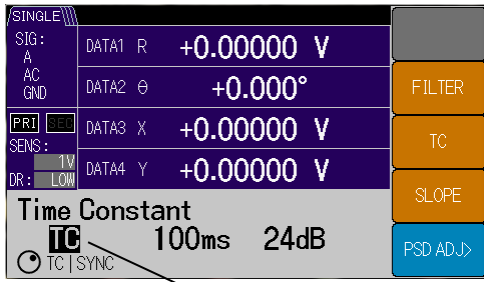 SINGLE
SIG:
A
AC
GND
PRI SEC
SENS:
1V
DR: LOW
DATA1 R +0.00000 V
DATA2 θ +0.000°
DATA3 X +0.00000 V
DATA4 Y +0.00000 V
Time Constant
TC 100ms 24dB
TC | SYNC
FILTER
TC
SLOPE
PSD ADJ>